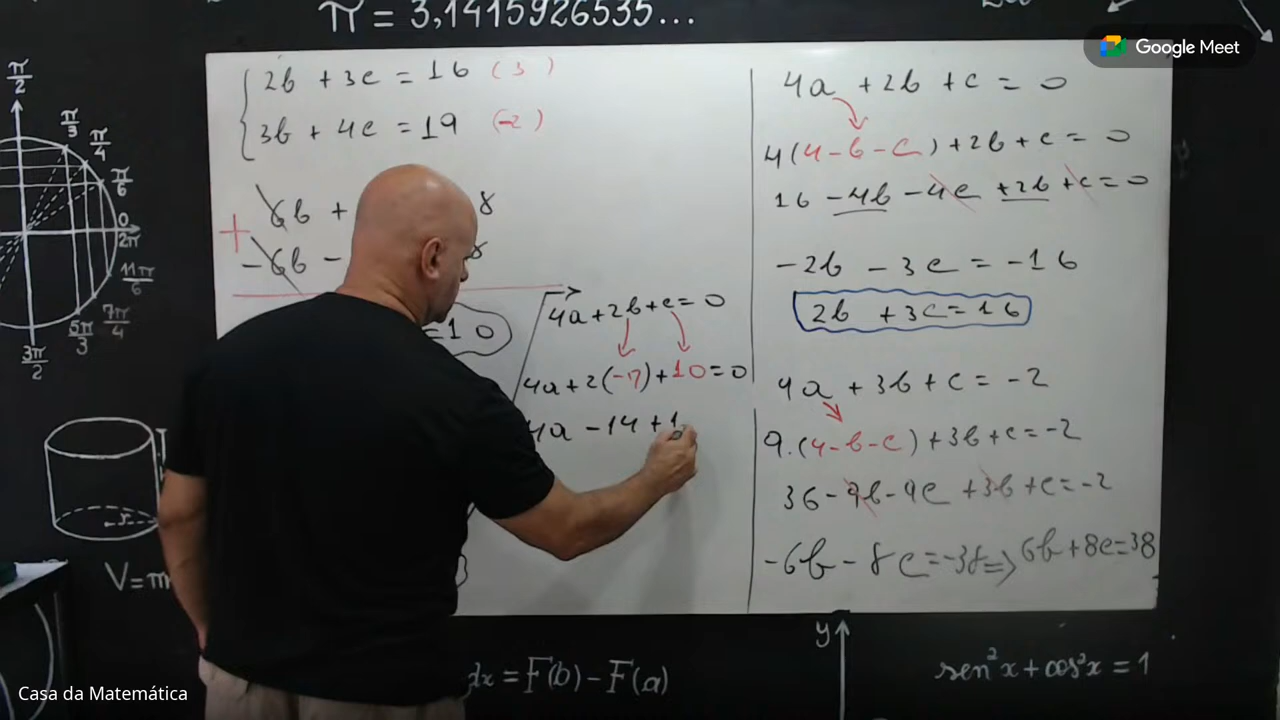 π = 3,1415926535...
Google Meet
π/2
π/3
π/4
π/6
0
2π
11π/6
7π/4
5π/3
3π/2
2b + 3c = 16 (3)
3b + 4c = 19 (-2)
6b +
8
+
-6b -
8
=10
4a + 2b + c = 0
4a + 2(-7) + 10 = 0
4a - 14 + 1
4a + 2b + c = 0
4(4-b-c) + 2b + c = 0
16 - 4b - 4c + 2b + c = 0
-2b - 3c = -16
2b + 3c = 16
9a + 3b + c = -2
9.(4-b-c) + 3b + c = -2
36 - 9b - 9c + 3b + c = -2
-6b - 8c = -38 => 6b + 8c = 38
r
V = π
dx = F(b) - F(a)
y
sen²x + cos²x = 1
Casa da Matemática